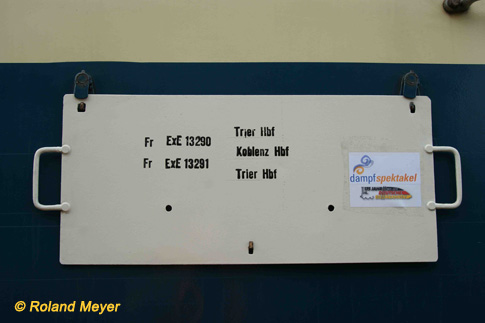 Trier Hbf
Fr ExE 13290
Koblenz Hbf
Fr ExE 13291
Trier Hbf
dampfspektakel
© Roland Meyer